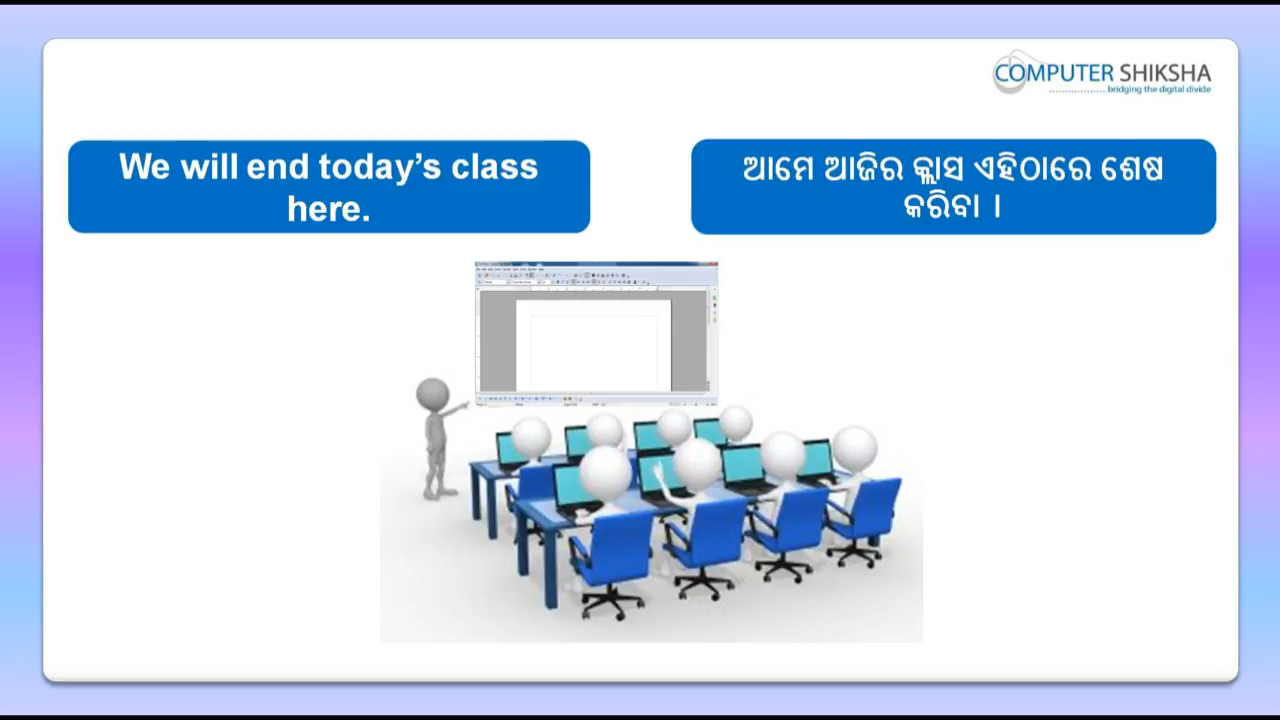 COMPUTER SHIKSHA
bridging the digital divide
We will end today’s class
here.
ଆମେ ଆଜିର କ୍ଲାସ ଏହିଠାରେ ଶେଷ
କରିବା ।